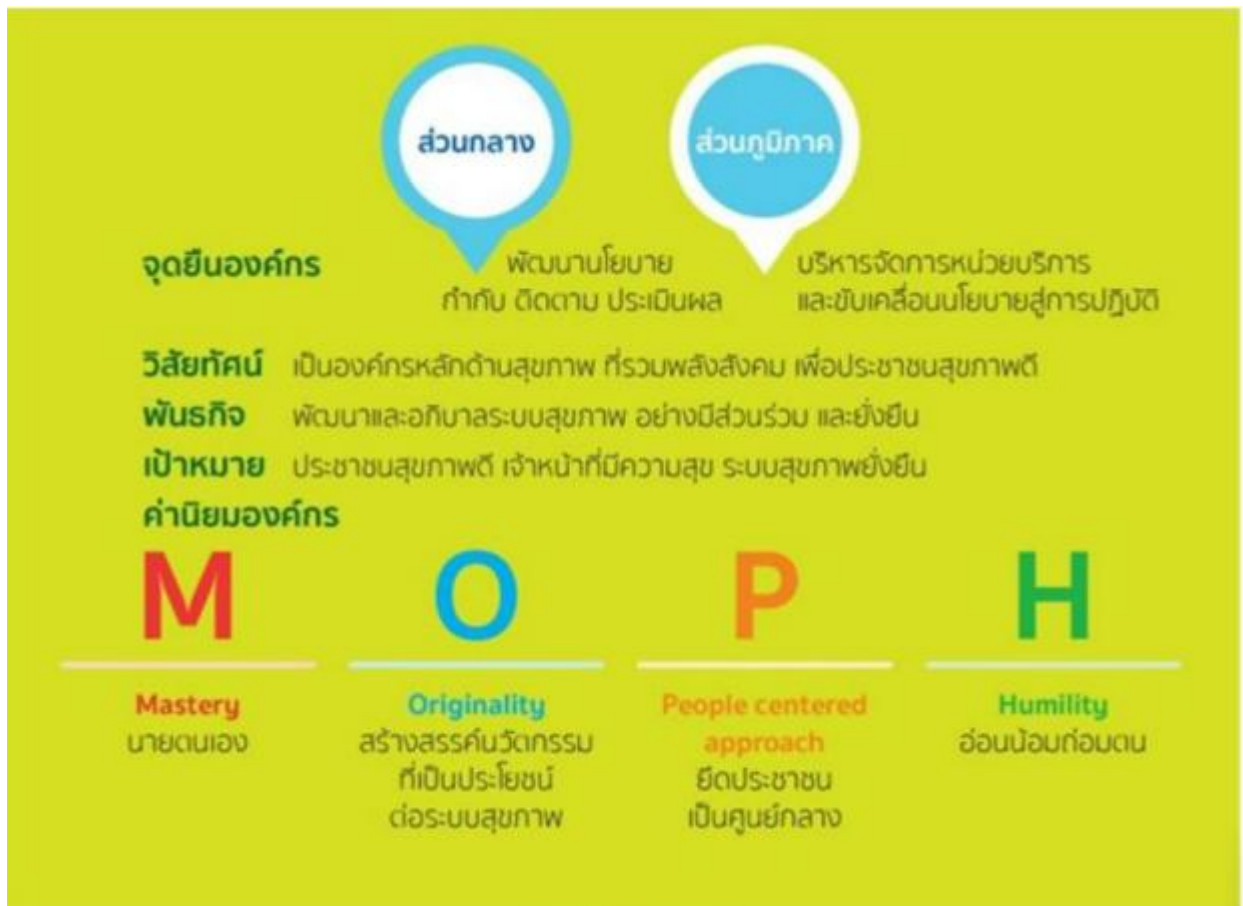 ส่วนกลาง
ส่วนภูมิภาค
จุดยืนองค์กร
พัฒนานโยบาย
กำกับ ติดตาม ประเมินผล
บริหารจัดการหน่วยบริการ
และขับเคลื่อนนโยบายสู่การปฏิบัติ
วิสัยทัศน์ เป็นองค์กรหลักด้านสุขภาพ ที่รวมพลังสังคม เพื่อประชาชนสุขภาพดี
พันธกิจ พัฒนาและอภิบาลระบบสุขภาพ อย่างมีส่วนร่วม และยั่งยืน
เป้าหมาย ประชาชนสุขภาพดี เจ้าหน้าที่มีความสุข ระบบสุขภาพยั่งยืน
ค่านิยมองค์กร
M
Mastery
นายตนเอง
O
Originality
สร้างสรรค์นวัตกรรม
ที่เป็นประโยชน์
ต่อระบบสุขภาพ
P
People centered
approach
ยึดประชาชน
เป็นศูนย์กลาง
H
Humility
อ่อนน้อมถ่อมตน